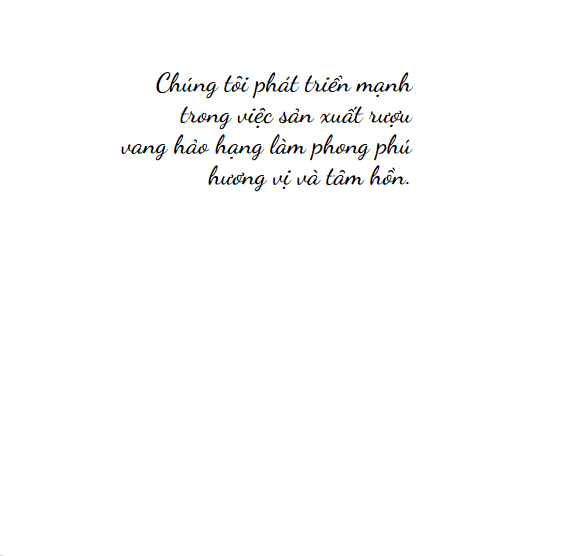 Chúng tôi phát triển mạnh
trong việc sản xuất rượu
vang hảo hạng làm phong phú
hương vị và tâm hồn.